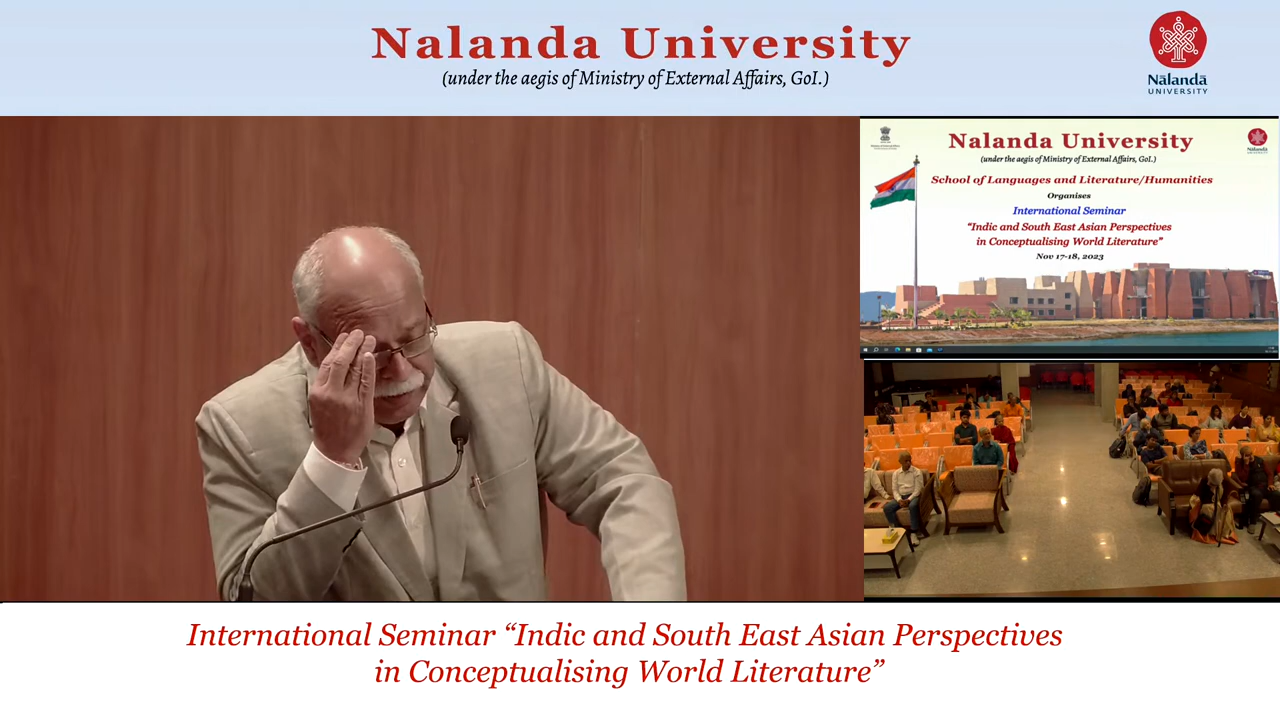 Nalanda University
(under the aegis of Ministry of External Affairs, GoI.)
Nālandā
UNIVERSITY
Nalanda University
(under the aegis of Ministry of External Affairs, GoI.)
Nālandā
School of Languages and Literature/Humanities
Organises
International Seminar
“Indic and South East Asian Perspectives
in Conceptualising World Literature”
Nov 17-18, 2023
International Seminar “Indic and South East Asian Perspectives
in Conceptualising World Literature”